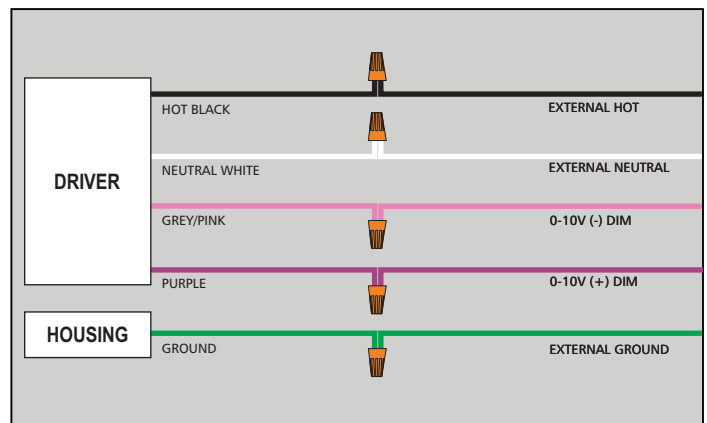 HOT BLACK
EXTERNAL HOT
DRIVER
NEUTRAL WHITE
EXTERNAL NEUTRAL
GREY/PINK
0-10V (-) DIM
PURPLE
0-10V (+) DIM
HOUSING
GROUND
EXTERNAL GROUND